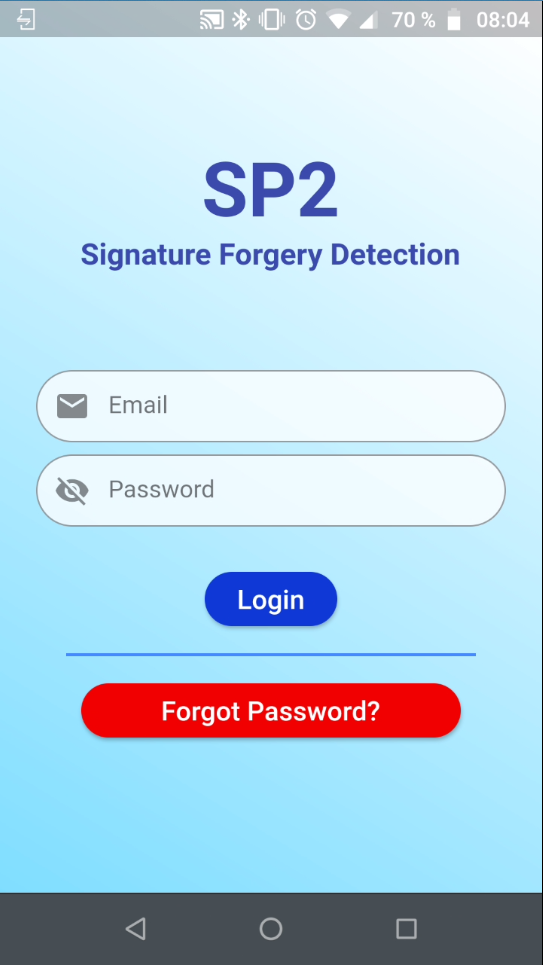 70 % 08:04
SP2
Signature Forgery Detection
Email
Password
Login
Forgot Password?